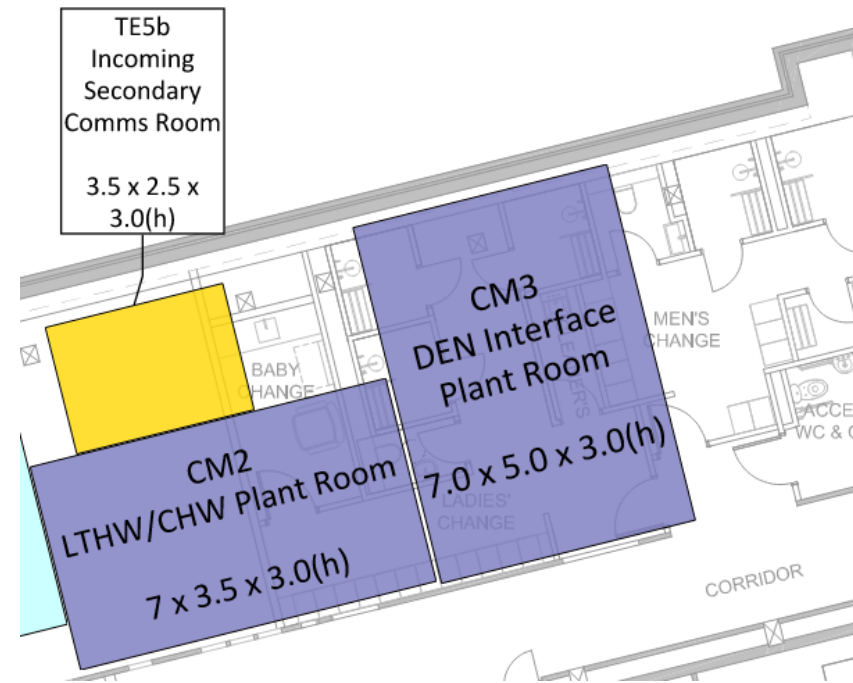 TE5b
Incoming
Secondary
Comms Room
3.5 x 2.5 x
3.0(h)
CM3
DEN Interface
Plant Room
7.0 x 5.0 x 3.0(h)
MEN'S
CHANGE
BABY
CHANGE
CM2
LTHW/CHW Plant Room
7 x 3.5 x 3.0(h)
LADIES'
CHANGE
ACCE
WC & 
CORRIDOR